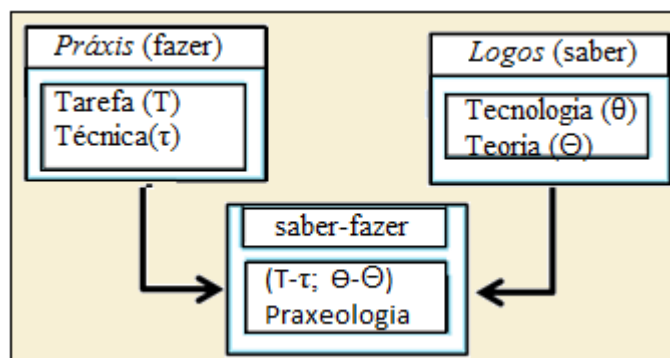 Práxis (fazer)
Tarefa (T)
Técnica(τ)
Logos (saber)
Tecnologia (θ)
Teoria (Θ)
saber-fazer
(T-τ; Ɵ-Θ)
Praxeologia